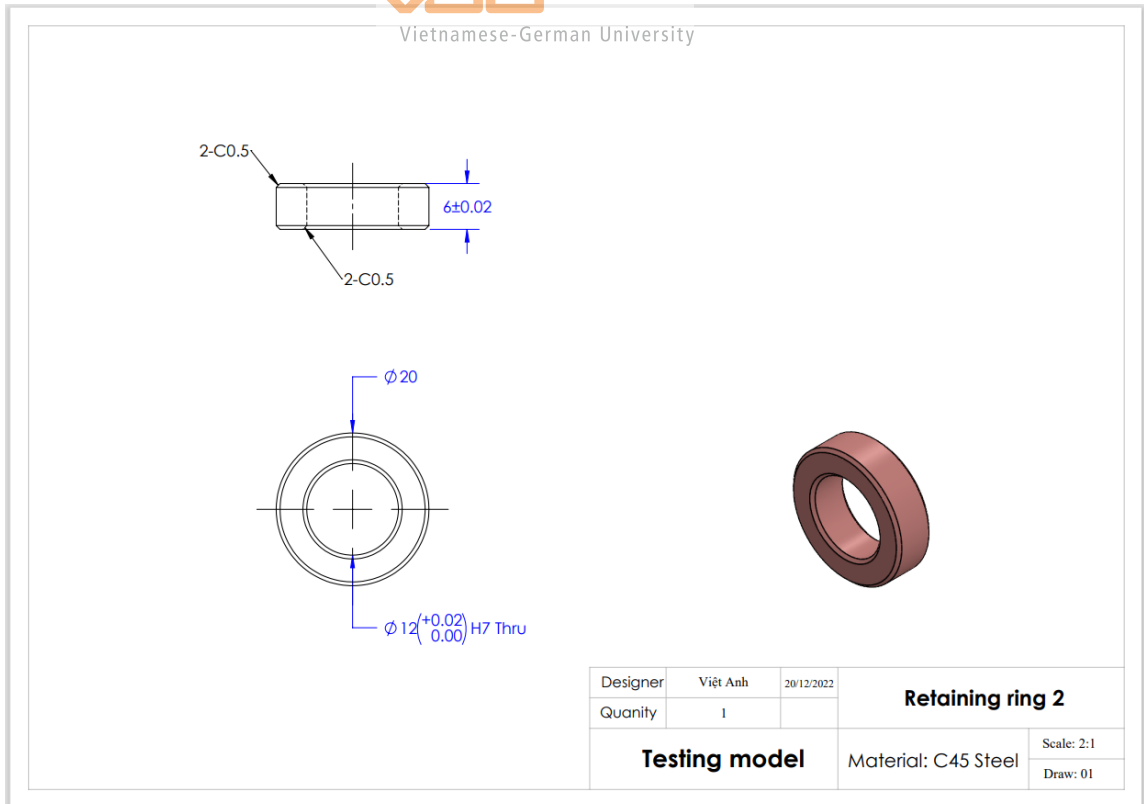 Vietnamese-German University
2-C0.5
6±0.02
2-C0.5
Ø20
Ø12(+0.02 0.00) H7 Thru
Designer Việt Anh 20/12/2022
Quanity 1
Retaining ring 2
Testing model
Material: C45 Steel
Scale: 2:1
Draw: 01